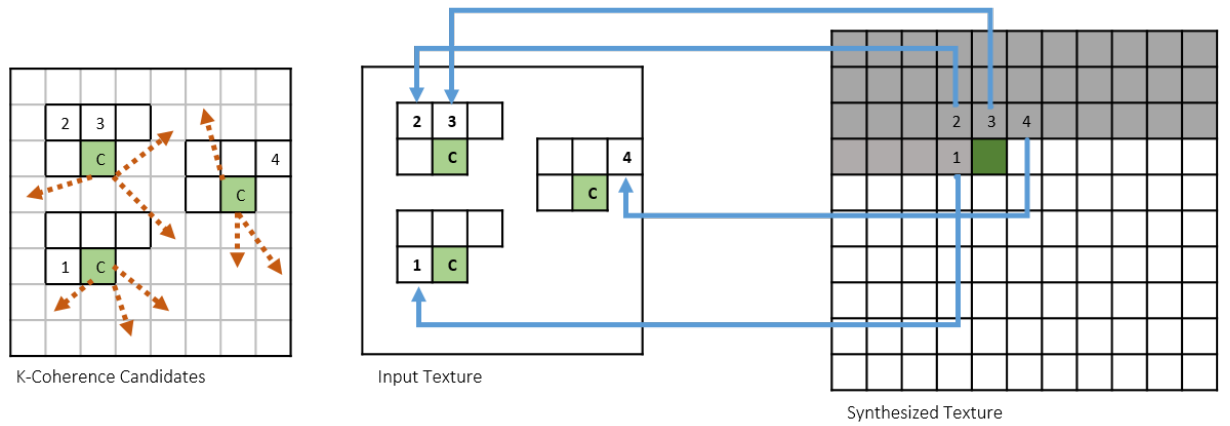 2 3
C
4
C
1 C
K-Coherence Candidates
2 3
C
4
C
1 C
Input Texture
2 3 4
1
Synthesized Texture